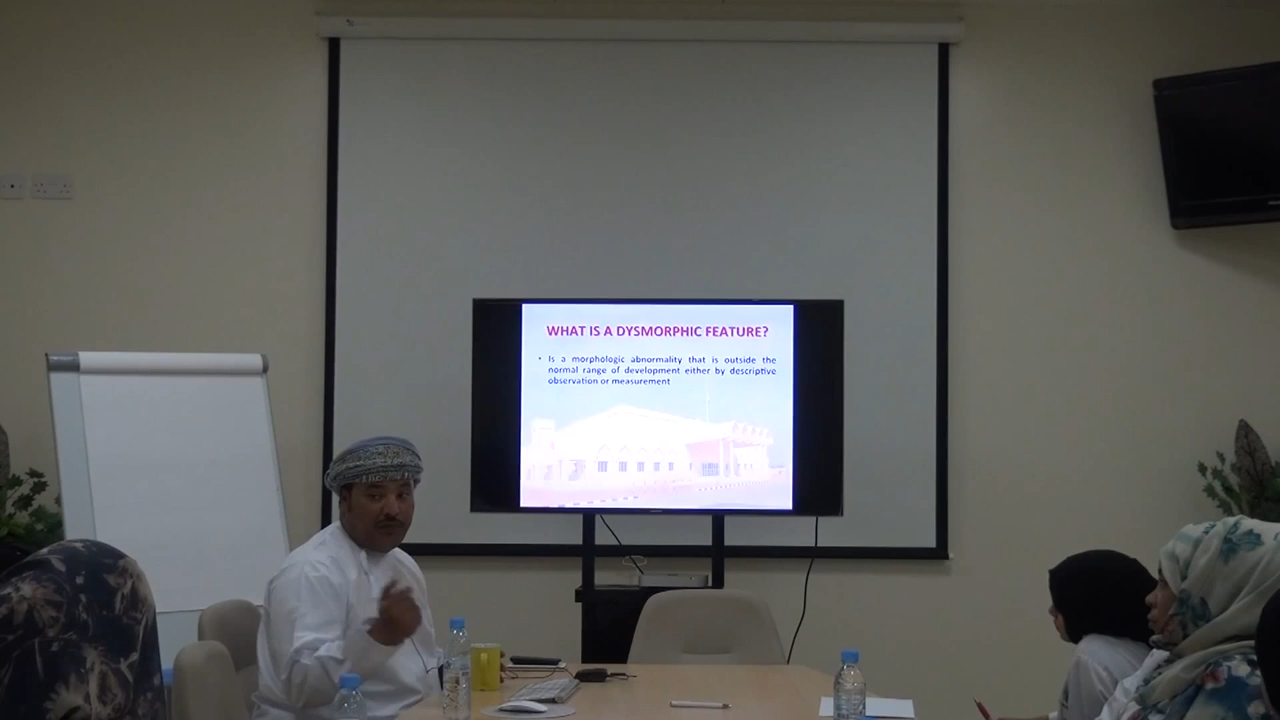 WHAT IS A DYSMORPHIC FEATURE?
• Is a morphologic abnormality that is outside the
normal range of development either by descriptive
observation or measurement